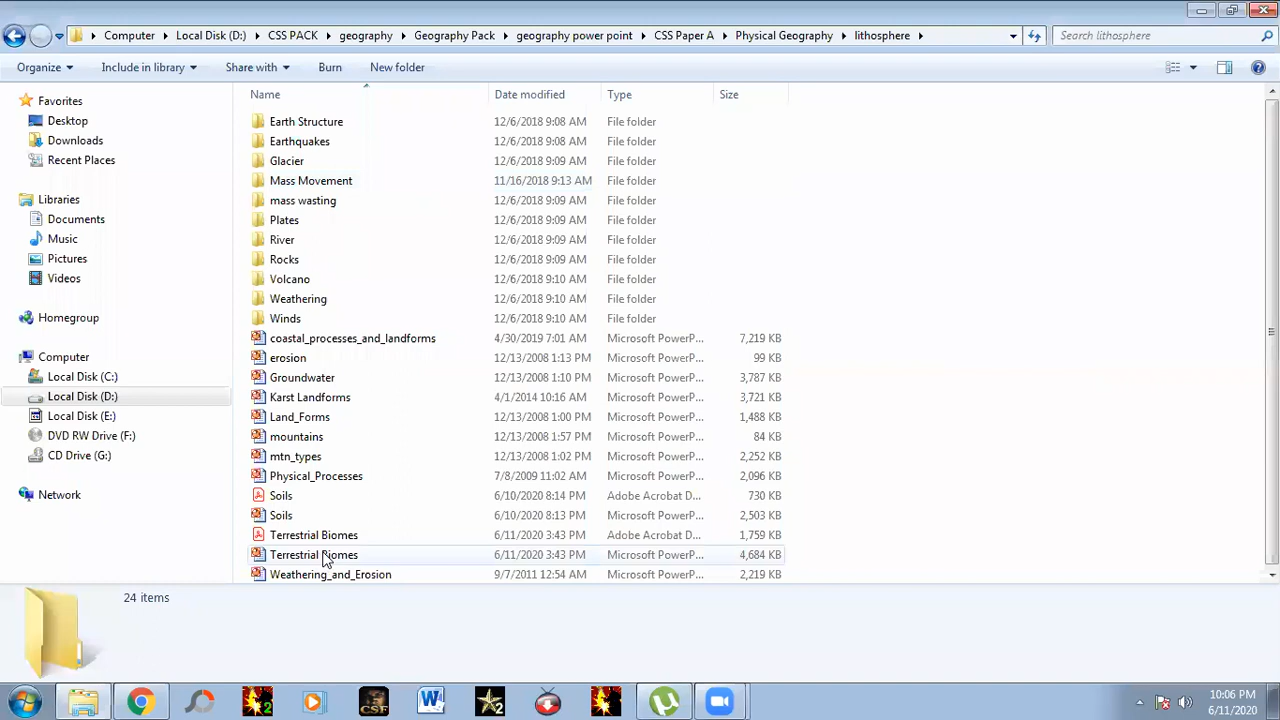 Computer Local Disk (D:) CSS PACK geography Geography Pack geography power point CSS Paper A Physical Geography lithosphere Search lithosphere
Organize Include in library Share with Burn New folder
Name Date modified Type Size
Favorites
Desktop
Downloads
Recent Places
Libraries
Documents
Music
Pictures
Videos
Homegroup
Computer
Local Disk (C:)
Local Disk (D:)
Local Disk (E:)
DVD RW Drive (F:)
CD Drive (G:)
Network
Earth Structure 12/6/2018 9:08 AM File folder
Earthquakes 12/6/2018 9:08 AM File folder
Glacier 12/6/2018 9:09 AM File folder
Mass Movement 11/16/2018 9:13 AM File folder
mass wasting 12/6/2018 9:09 AM File folder
Plates 12/6/2018 9:09 AM File folder
River 12/6/2018 9:09 AM File folder
Rocks 12/6/2018 9:09 AM File folder
Volcano 12/6/2018 9:10 AM File folder
Weathering 12/6/2018 9:10 AM File folder
Winds 12/6/2018 9:10 AM File folder
coastal_processes_and_landforms 4/30/2019 7:01 AM Microsoft PowerP... 7,219 KB
erosion 12/13/2008 1:13 PM Microsoft PowerP... 99 KB
Groundwater 12/13/2008 1:10 PM Microsoft PowerP... 3,787 KB
Karst Landforms 4/1/2014 10:16 AM Microsoft PowerP... 3,721 KB
Land_Forms 12/13/2008 1:00 PM Microsoft PowerP... 1,488 KB
mountains 12/13/2008 1:57 PM Microsoft PowerP... 84 KB
mtn_types 12/13/2008 1:02 PM Microsoft PowerP... 2,252 KB
Physical_Processes 7/8/2009 11:02 AM Microsoft PowerP... 2,096 KB
Soils 6/10/2020 8:14 PM Adobe Acrobat D... 730 KB
Soils 6/10/2020 8:13 PM Microsoft PowerP... 2,503 KB
Terrestrial Biomes 6/11/2020 3:43 PM Adobe Acrobat D... 1,759 KB
Terrestrial Biomes 6/11/2020 3:43 PM Microsoft PowerP... 4,684 KB
Weathering_and_Erosion 9/7/2011 12:54 AM Microsoft PowerP... 2,219 KB
24 items
2
CSF
W
2
10:06 PM
6/11/2020